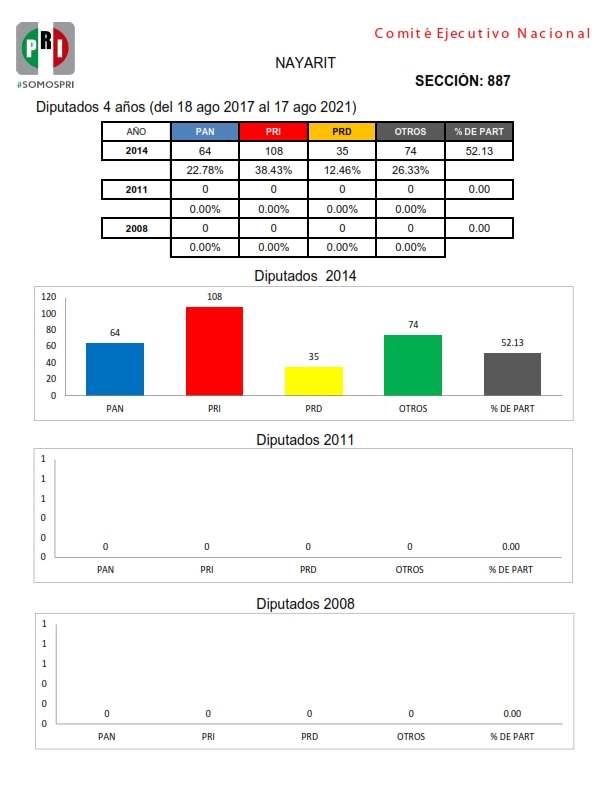 Comité Ejecutivo Nacional
PRI
#SOMOSPRI
NAYARIT
SECCIÓN: 887
Diputados 4 años (del 18 ago 2017 al 17 ago 2021)
AÑO PAN PRI PRD OTROS % DE PART
2014 64 108 35 74 52.13
22.78% 38.43% 12.46% 26.33%
2011 0 0 0 0 0.00
0.00% 0.00% 0.00% 0.00%
2008 0 0 0 0 0.00
0.00% 0.00% 0.00% 0.00%
Diputados 2014
120
100
80
60
40
20
0
64 108 35 74 52.13
PAN PRI PRD OTROS % DE PART
Diputados 2011
1
1
1
0
0
0
0 0 0 0 0.00
PAN PRI PRD OTROS % DE PART
Diputados 2008
1
1
1
0
0
0
0 0 0 0 0.00
PAN PRI PRD OTROS % DE PART